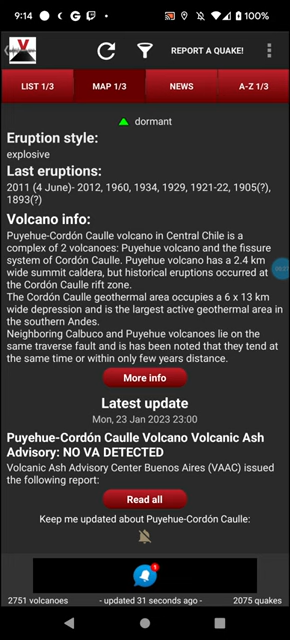 9:14
100%
REPORT A QUAKE!
LIST 1/3
MAP 1/3
NEWS
A-Z 1/3
dormant
Eruption style:
explosive
Last eruptions:
2011 (4 June)- 2012, 1960, 1934, 1929, 1921-22, 1905(?),
1893(?)
Volcano info:
Puyehue-Cordón Caulle volcano in Central Chile is a
complex of 2 volcanoes: Puyehue volcano and the fissure
system of Cordón Caulle. Puyehue volcano has a 2.4 km
wide summit caldera, but historical eruptions occurred at
the Cordón Caulle rift zone.
The Cordón Caulle geothermal area occupies a 6 x 13 km
wide depression and is the largest active geothermal area in
the southern Andes.
Neighboring Calbuco and Puyehue volcanoes lie on the
same traverse fault and is has been noted that they tend at
the same time or within only few years distance.
More info
Latest update
Mon, 23 Jan 2023 23:00
Puyehue-Cordón Caulle Volcano Volcanic Ash
Advisory: NO VA DETECTED
Volcanic Ash Advisory Center Buenos Aires (VAAC) issued
the following report:
Read all
Keep me updated about Puyehue-Cordón Caulle:
1
2751 volcanoes
- updated 31 seconds ago -
2075 quakes